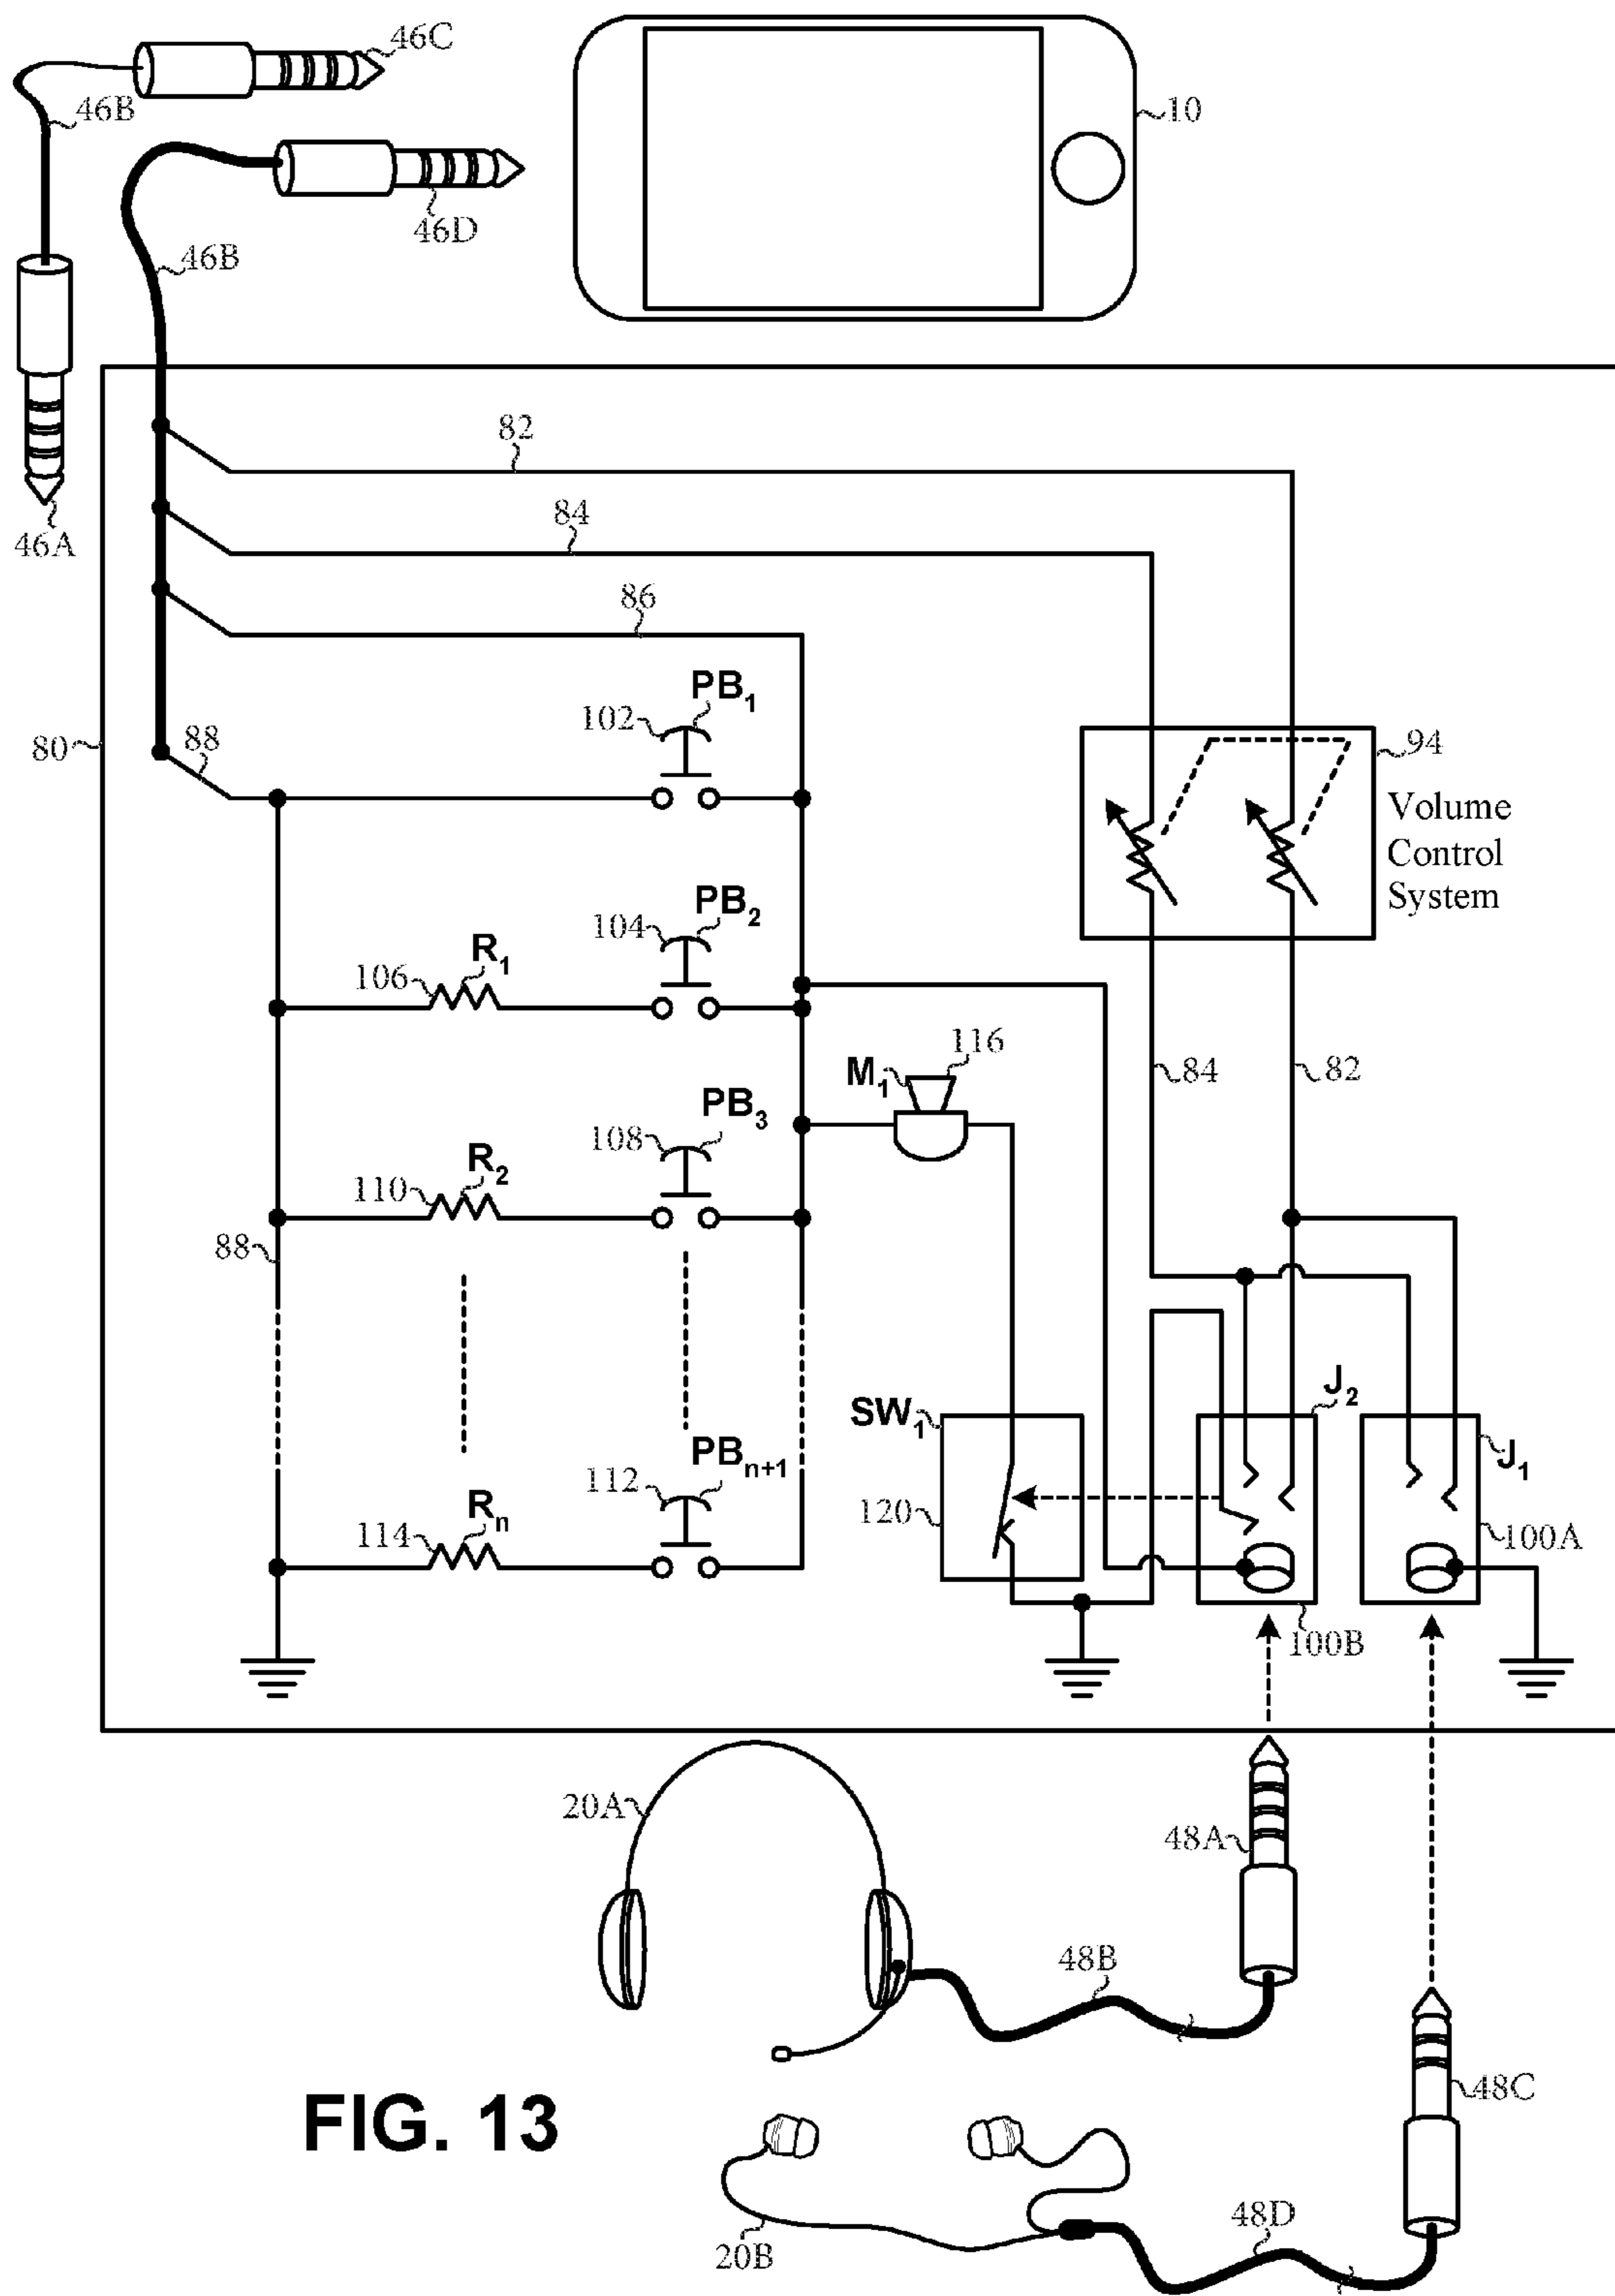 46C
46B
10
46D
46B
46A
82
84
86
PB1
102
80
88
94
Volume
Control
System
PB2
104
R1
106
M1
116
84
82
PB3
108
R2
110
88
J2
SW1
J1
PBn+1
112
Rn
114
120
100A
100B
20A
48A
48B
48C
FIG. 13
48D
20B